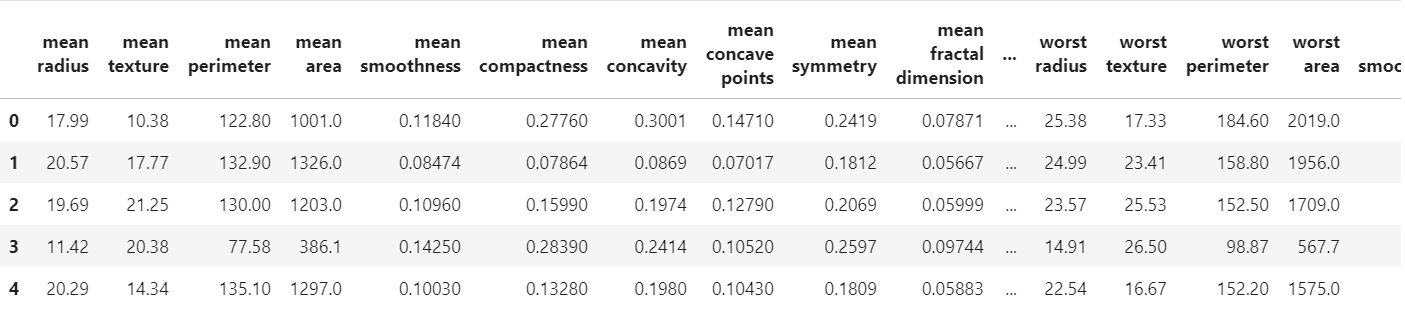 mean radius mean texture mean perimeter mean area mean smoothness mean compactness mean concavity mean concave points mean symmetry mean fractal dimension ... worst radius worst texture worst perimeter worst area
0 17.99 10.38 122.80 1001.0 0.11840 0.27760 0.3001 0.14710 0.2419 0.07871 ... 25.38 17.33 184.60 2019.0
1 20.57 17.77 132.90 1326.0 0.08474 0.07864 0.0869 0.07017 0.1812 0.05667 ... 24.99 23.41 158.80 1956.0
2 19.69 21.25 130.00 1203.0 0.10960 0.15990 0.1974 0.12790 0.2069 0.05999 ... 23.57 25.53 152.50 1709.0
3 11.42 20.38 77.58 386.1 0.14250 0.28390 0.2414 0.10520 0.2597 0.09744 ... 14.91 26.50 98.87 567.7
4 20.29 14.34 135.10 1297.0 0.10030 0.13280 0.1980 0.10430 0.1809 0.05883 ... 22.54 16.67 152.20 1575.0